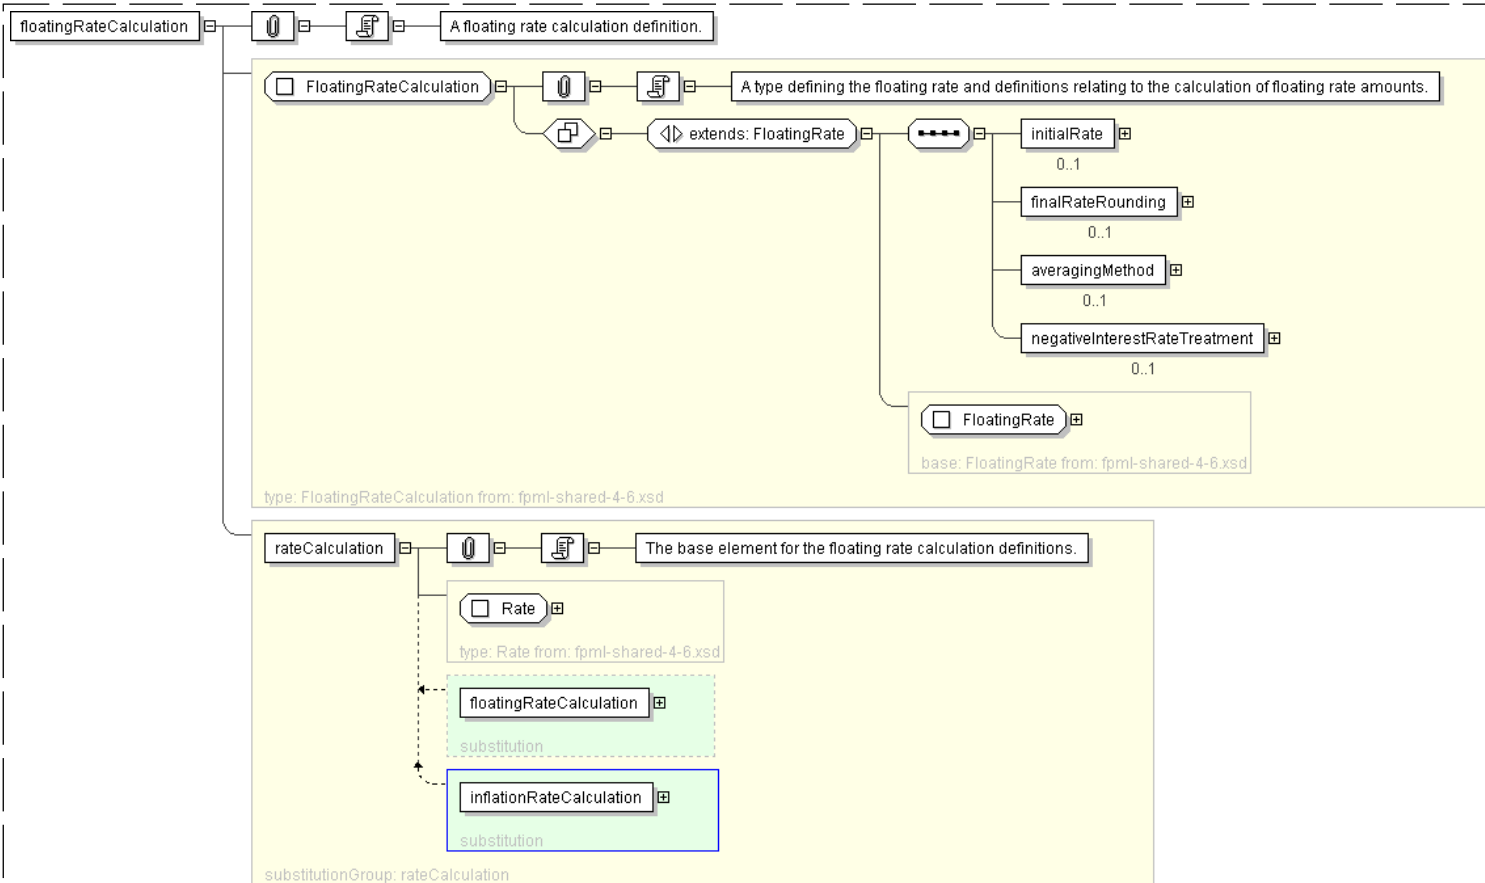 floatingRateCalculation
A floating rate calculation definition.
FloatingRateCalculation
A type defining the floating rate and definitions relating to the calculation of floating rate amounts.
extends: FloatingRate
initialRate
0..1
finalRateRounding
0..1
averagingMethod
0..1
negativeInterestRateTreatment
0..1
FloatingRate
base: FloatingRate from: fpml-shared-4-6.xsd
type: FloatingRateCalculation from: fpml-shared-4-6.xsd
rateCalculation
The base element for the floating rate calculation definitions.
Rate
type: Rate from: fpml-shared-4-6.xsd
floatingRateCalculation
substitution
inflationRateCalculation
substitution
substitutionGroup: rateCalculation